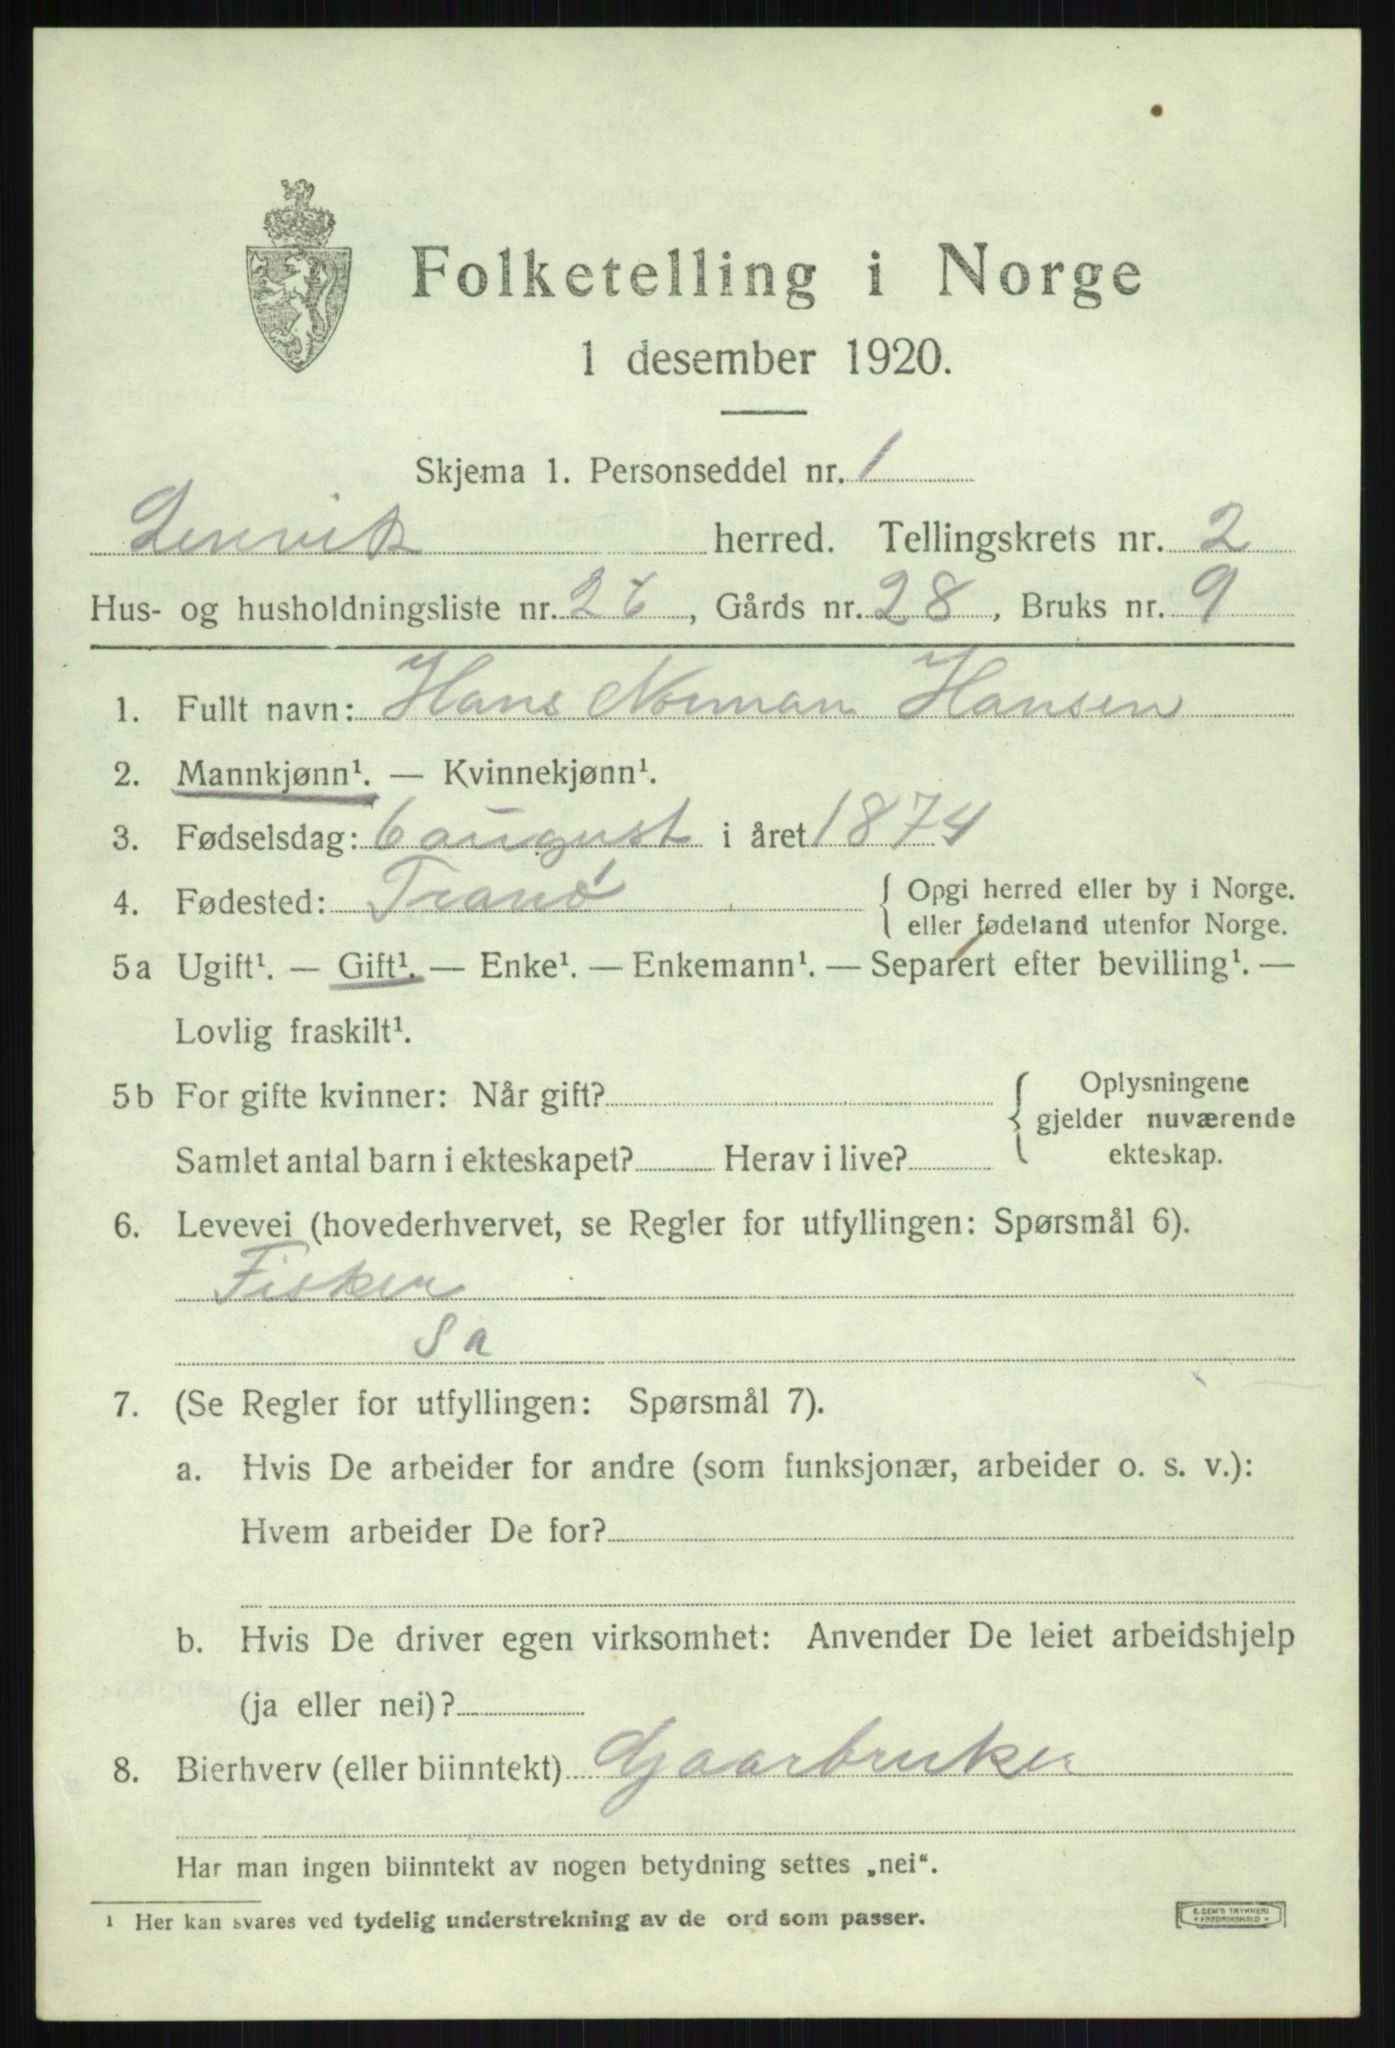 Folketelling i Norge
1 desember 1920.
Skjema 1. Personseddel nr. 1
Lenvik herred. Tellingskrets nr. 2
Hus- og husholdningsliste nr. 26, Gårds nr. 28, Bruks nr. 9
1. Fullt navn: Hans Norman Hansen
2. Mannkjønn¹. — Kvinnekjønn¹.
3. Fødselsdag: 6 august i året 1874
4. Fødested: Tranö { Opgi herred eller by i Norge.
eller fødeland utenfor Norge.
5a Ugift¹. — Gift¹. — Enke¹. — Enkemann¹. — Separert efter bevilling¹. —
Lovlig fraskilt¹.
5b For gifte kvinner: Når gift? { Oplysningene
gjelder nuværende
Samlet antal barn i ekteskapet? Herav i live? ekteskap.
6. Levevei (hovederhvervet, se Regler for utfyllingen: Spørsmål 6).
Fisker
Sa
7. (Se Regler for utfyllingen: Spørsmål 7).
a. Hvis De arbeider for andre (som funksjonær, arbeider o. s. v.):
Hvem arbeider De for?
b. Hvis De driver egen virksomhet: Anvender De leiet arbeidshjelp
(ja eller nei)?
8. Bierhverv (eller biinntekt) Gaarbruker
Har man ingen biinntekt av nogen betydning settes „nei“.
¹ Her kan svares ved tydelig understrekning av de ord som passer.
E. SEM'S TRYKKERI
FREDRIKSHALD